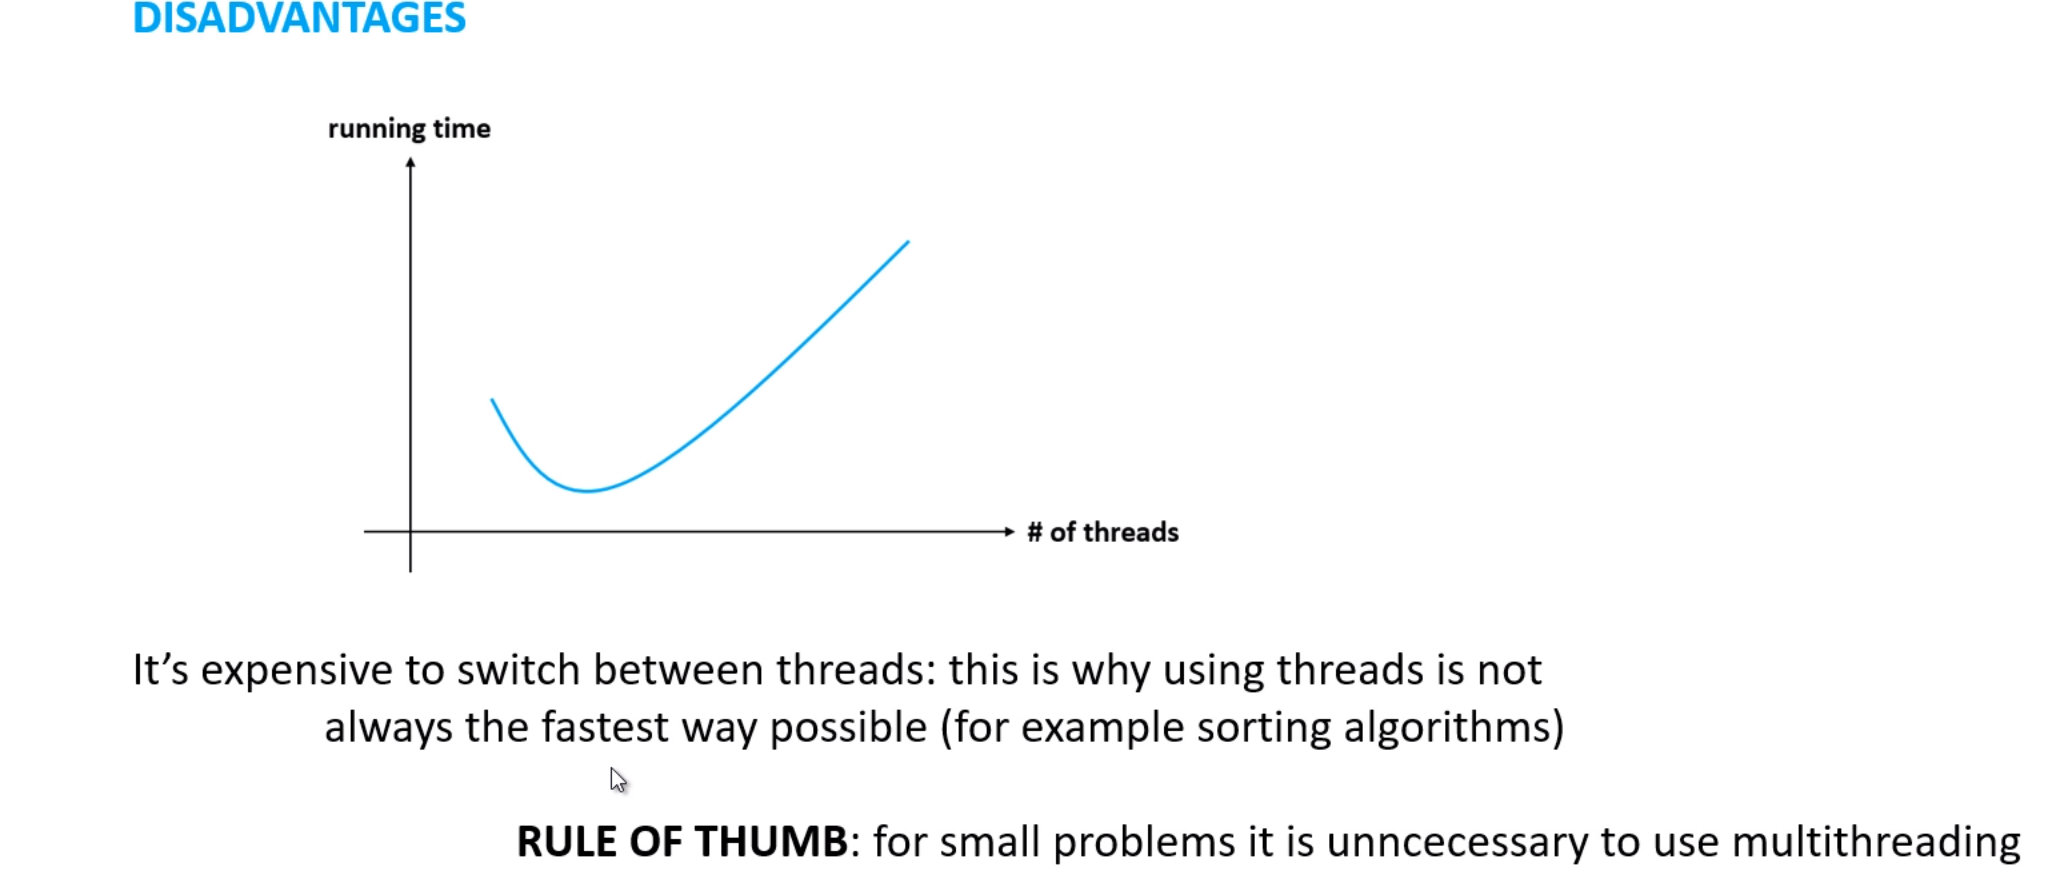 DISADVANTAGES
running time
# of threads
It’s expensive to switch between threads: this is why using threads is not
always the fastest way possible (for example sorting algorithms)
RULE OF THUMB: for small problems it is unncecessary to use multithreading